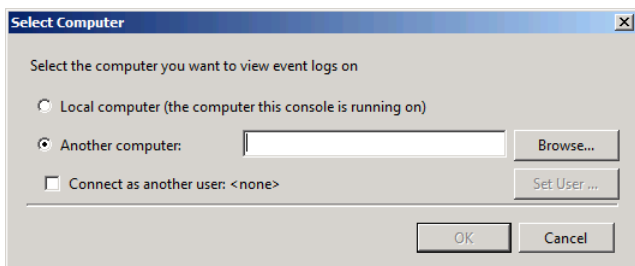 Select Computer
Select the computer you want to view event logs on
Local computer (the computer this console is running on)
Another computer:
Browse...
Connect as another user: <none>
Set User ...
OK
Cancel